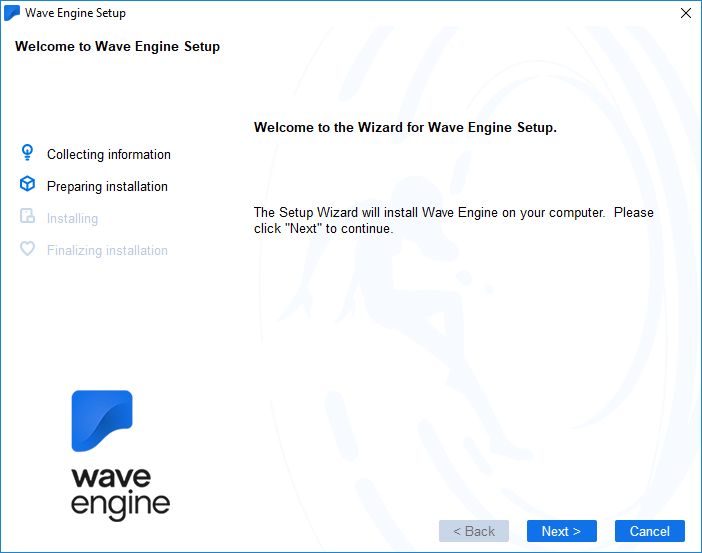 Wave Engine Setup
Welcome to Wave Engine Setup
Welcome to the Wizard for Wave Engine Setup.
Collecting information
Preparing installation
Installing
Finalizing installation
The Setup Wizard will install Wave Engine on your computer.  Please
click "Next" to continue.
wave
engine
< Back
Next >
Cancel